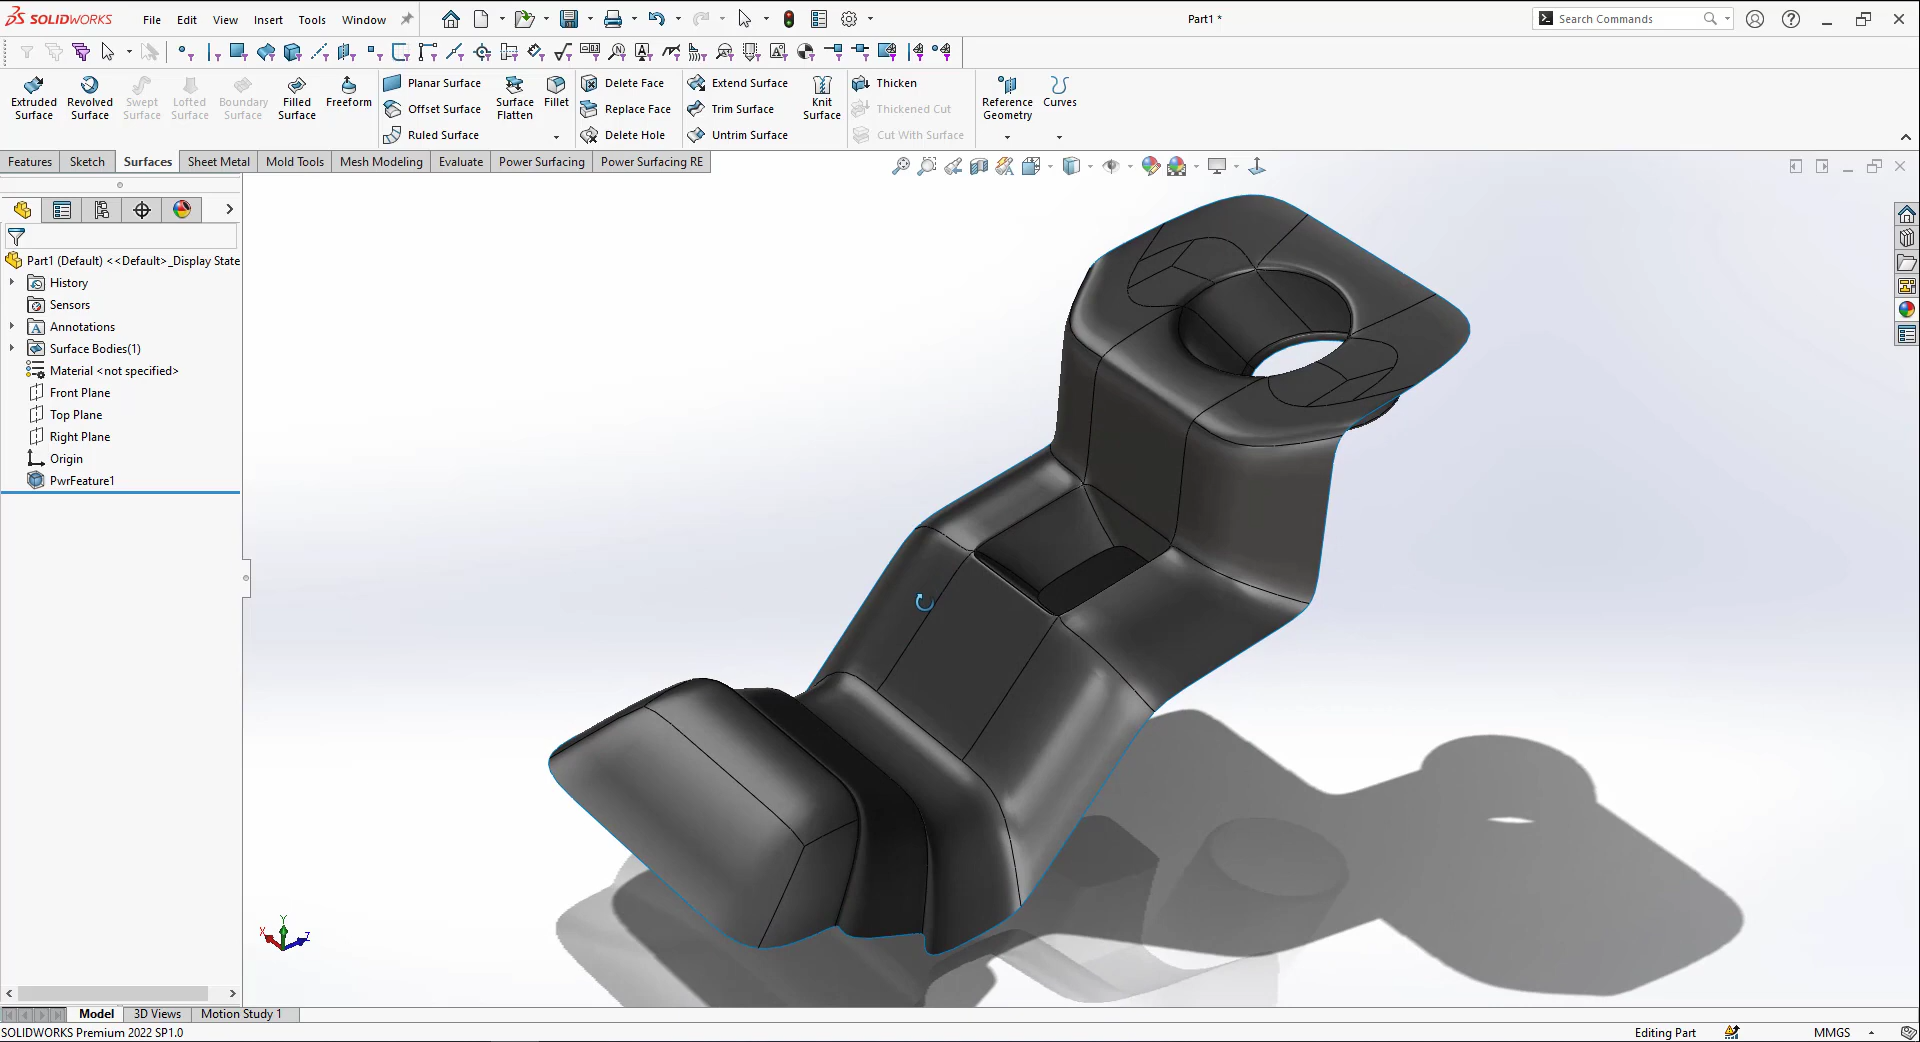 SOLIDWORKS File Edit View Insert Tools Window Part1 * Search Commands
Extruded Surface
Revolved Surface
Swept Surface
Lofted Surface
Boundary Surface
Filled Surface
Freeform
Planar Surface
Offset Surface
Ruled Surface
Surface Flatten
Fillet
Delete Face
Replace Face
Delete Hole
Extend Surface
Trim Surface
Untrim Surface
Knit Surface
Thicken
Thickened Cut
Cut With Surface
Reference Geometry
Curves
Features Sketch Surfaces Sheet Metal Mold Tools Mesh Modeling Evaluate Power Surfacing Power Surfacing RE
Part1 (Default) <<Default>_Display State
History
Sensors
Annotations
Surface Bodies(1)
Material <not specified>
Front Plane
Top Plane
Right Plane
Origin
PwrFeature1
Y
X
Z
Model 3D Views Motion Study 1
SOLIDWORKS Premium 2022 SP1.0 Editing Part MMGS